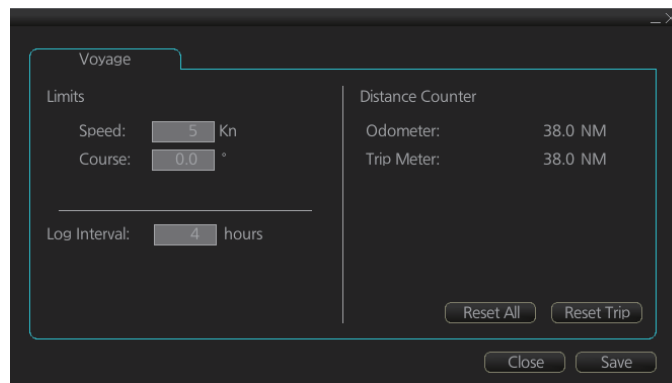 Voyage
Limits
Speed: 5 Kn
Course: 0.0 °
Log Interval: 4 hours
Distance Counter
Odometer: 38.0 NM
Trip Meter: 38.0 NM
Reset All Reset Trip
Close Save